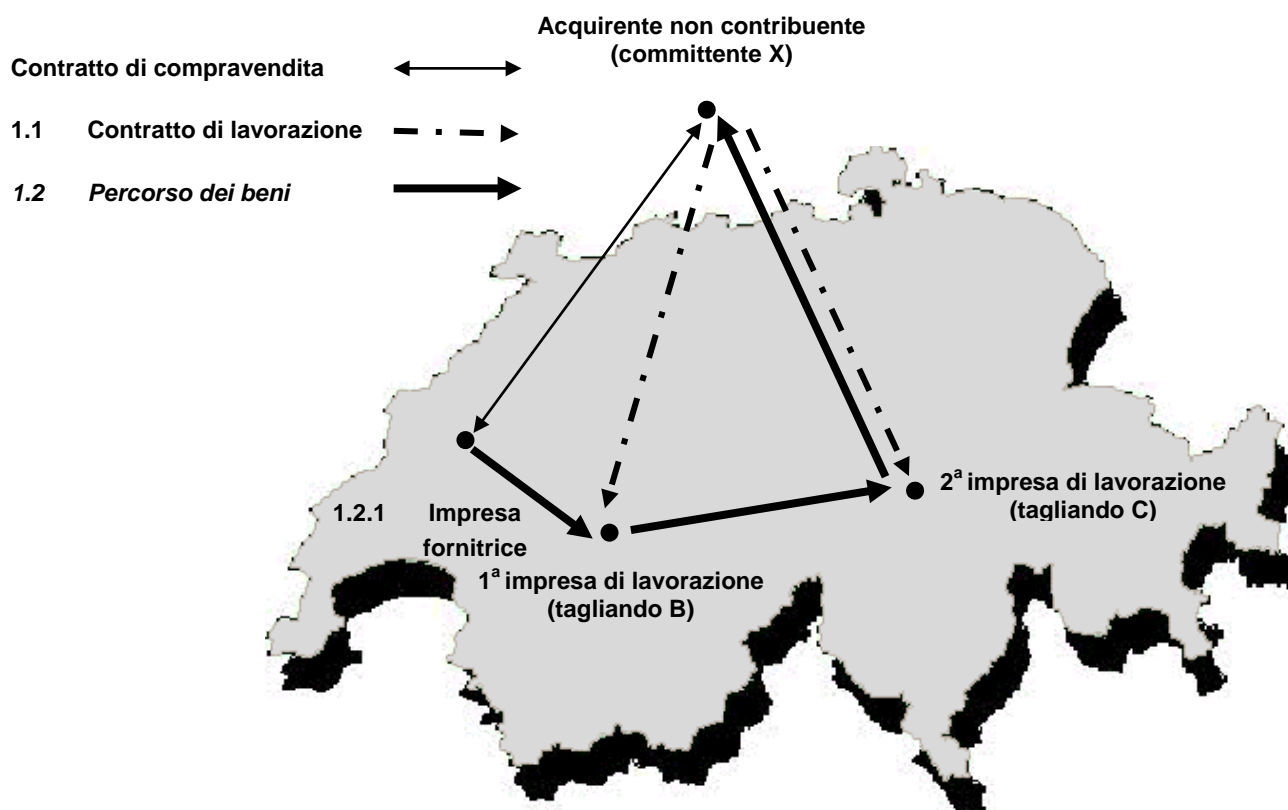 Acquirente non contribuente
(committente X)
Contratto di compravendita
1.1 Contratto di lavorazione
1.2 Percorso dei beni
2ª impresa di lavorazione
(tagliando C)
1.2.1 Impresa
fornitrice
1ª impresa di lavorazione
(tagliando B)